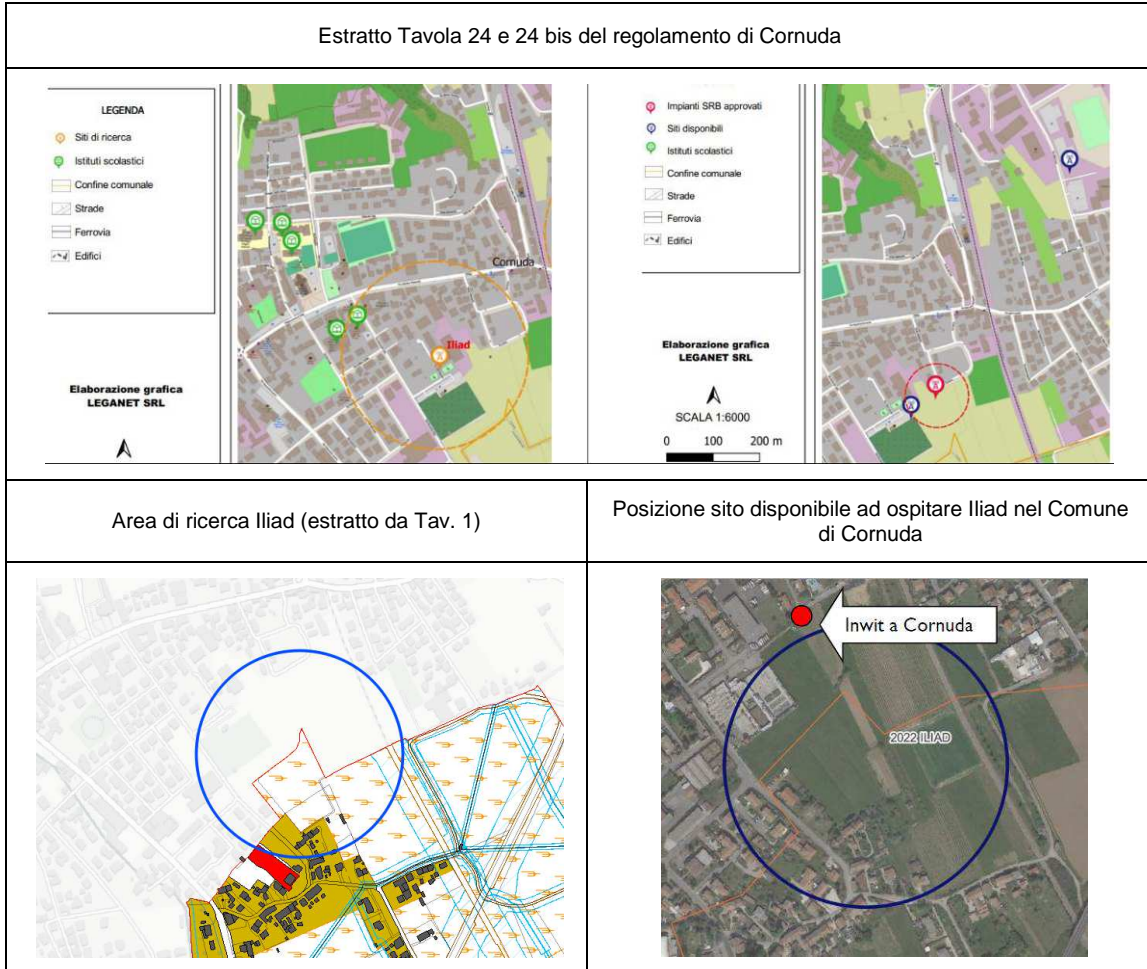 Estratto Tavola 24 e 24 bis del regolamento di Cornuda
LEGENDA
Siti di ricerca
Istituti scolastici
Confine comunale
Strade
Ferrovia
Edifici
Elaborazione grafica
LEGANET SRL
Cornuda
Iliad
Impianti SRB approvati
Siti disponibili
Istituti scolastici
Confine comunale
Strade
Ferrovia
Edifici
Elaborazione grafica
LEGANET SRL
SCALA 1:6000
0 100 200 m
Area di ricerca Iliad (estratto da Tav. 1)
Posizione sito disponibile ad ospitare Iliad nel Comune
di Cornuda
Inwit a Cornuda
2022 ILIAD